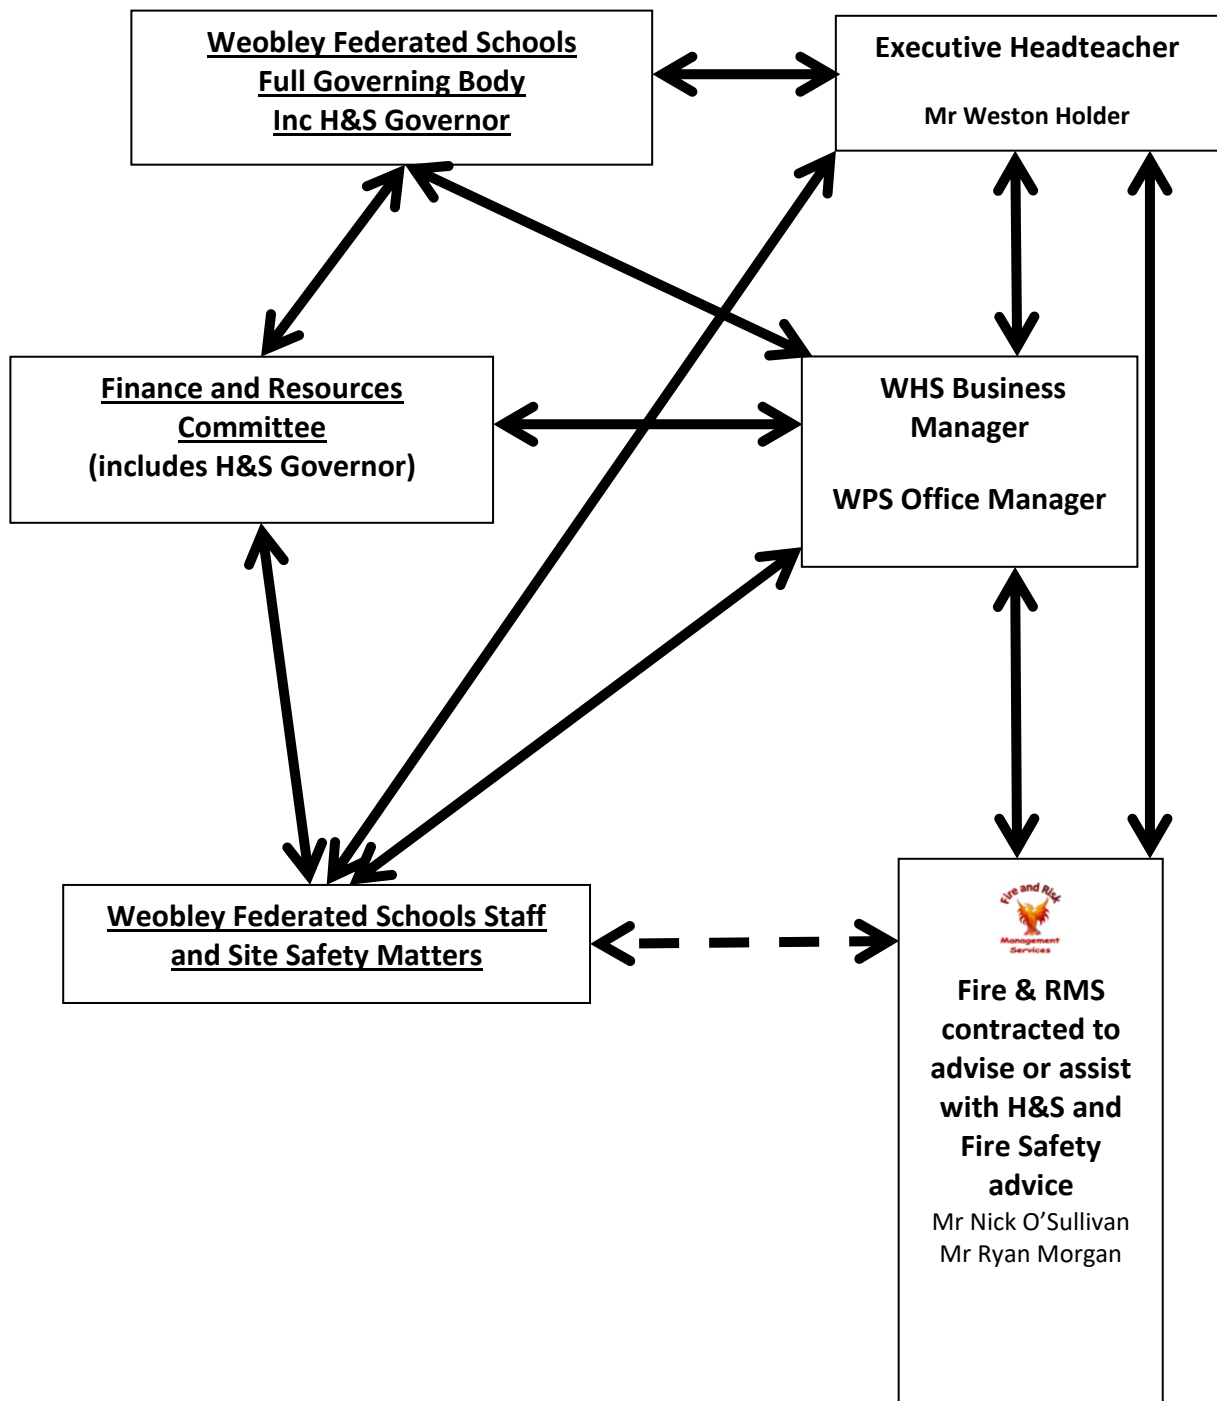 Weobley Federated Schools
Full Governing Body
Inc H&S Governor
Executive Headteacher
Mr Weston Holder
Finance and Resources
Committee
(includes H&S Governor)
WHS Business
Manager
WPS Office Manager
Weobley Federated Schools Staff
and Site Safety Matters
Fire and Risk
Management
Services
Fire & RMS
contracted to
advise or assist
with H&S and
Fire Safety
advice
Mr Nick O’Sullivan
Mr Ryan Morgan